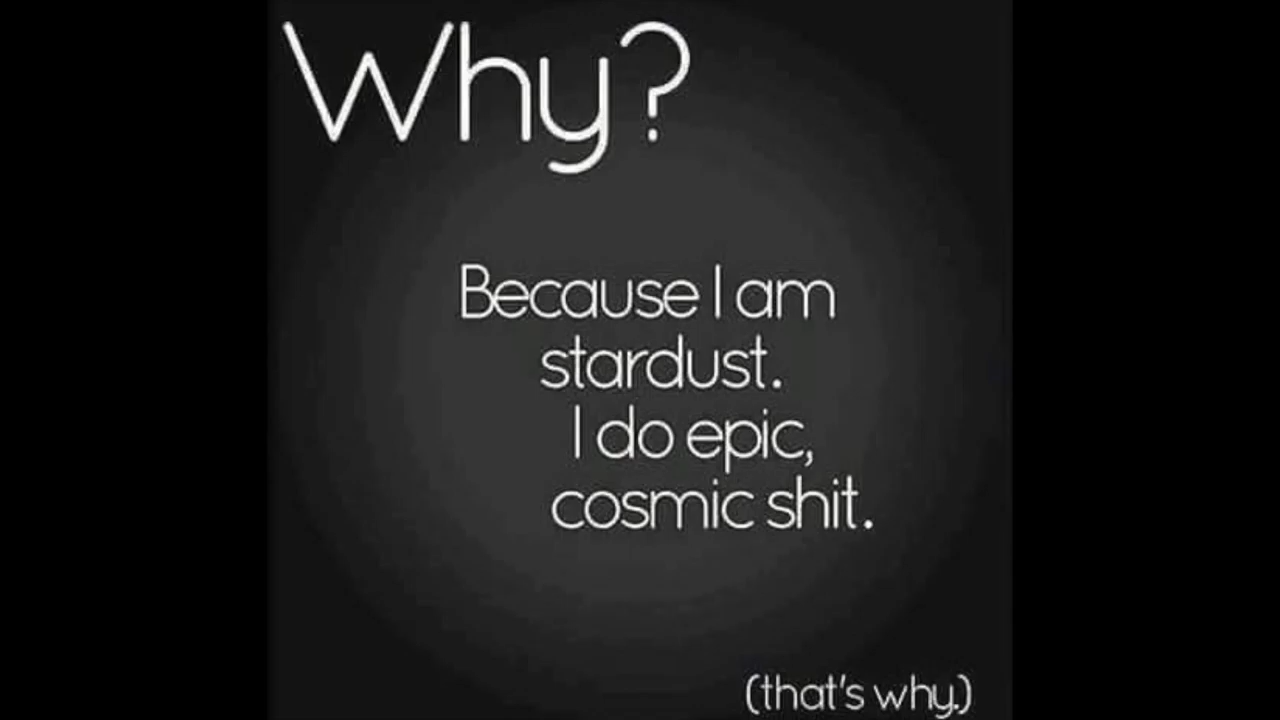 Why?
Because I am
stardust.
I do epic,
cosmic shit.
(that's why.)